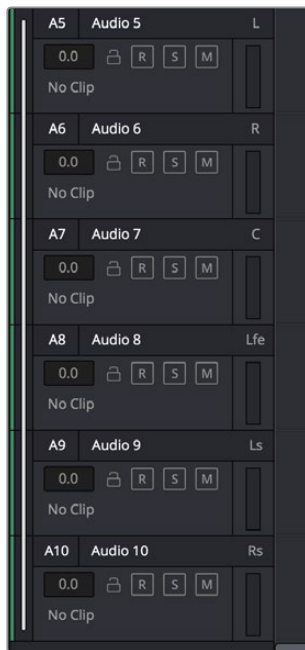 A5 Audio 5 L
0.0 R S M
No Clip
A6 Audio 6 R
0.0 R S M
No Clip
A7 Audio 7 C
0.0 R S M
No Clip
A8 Audio 8 Lfe
0.0 R S M
No Clip
A9 Audio 9 Ls
0.0 R S M
No Clip
A10 Audio 10 Rs
0.0 R S M
No Clip